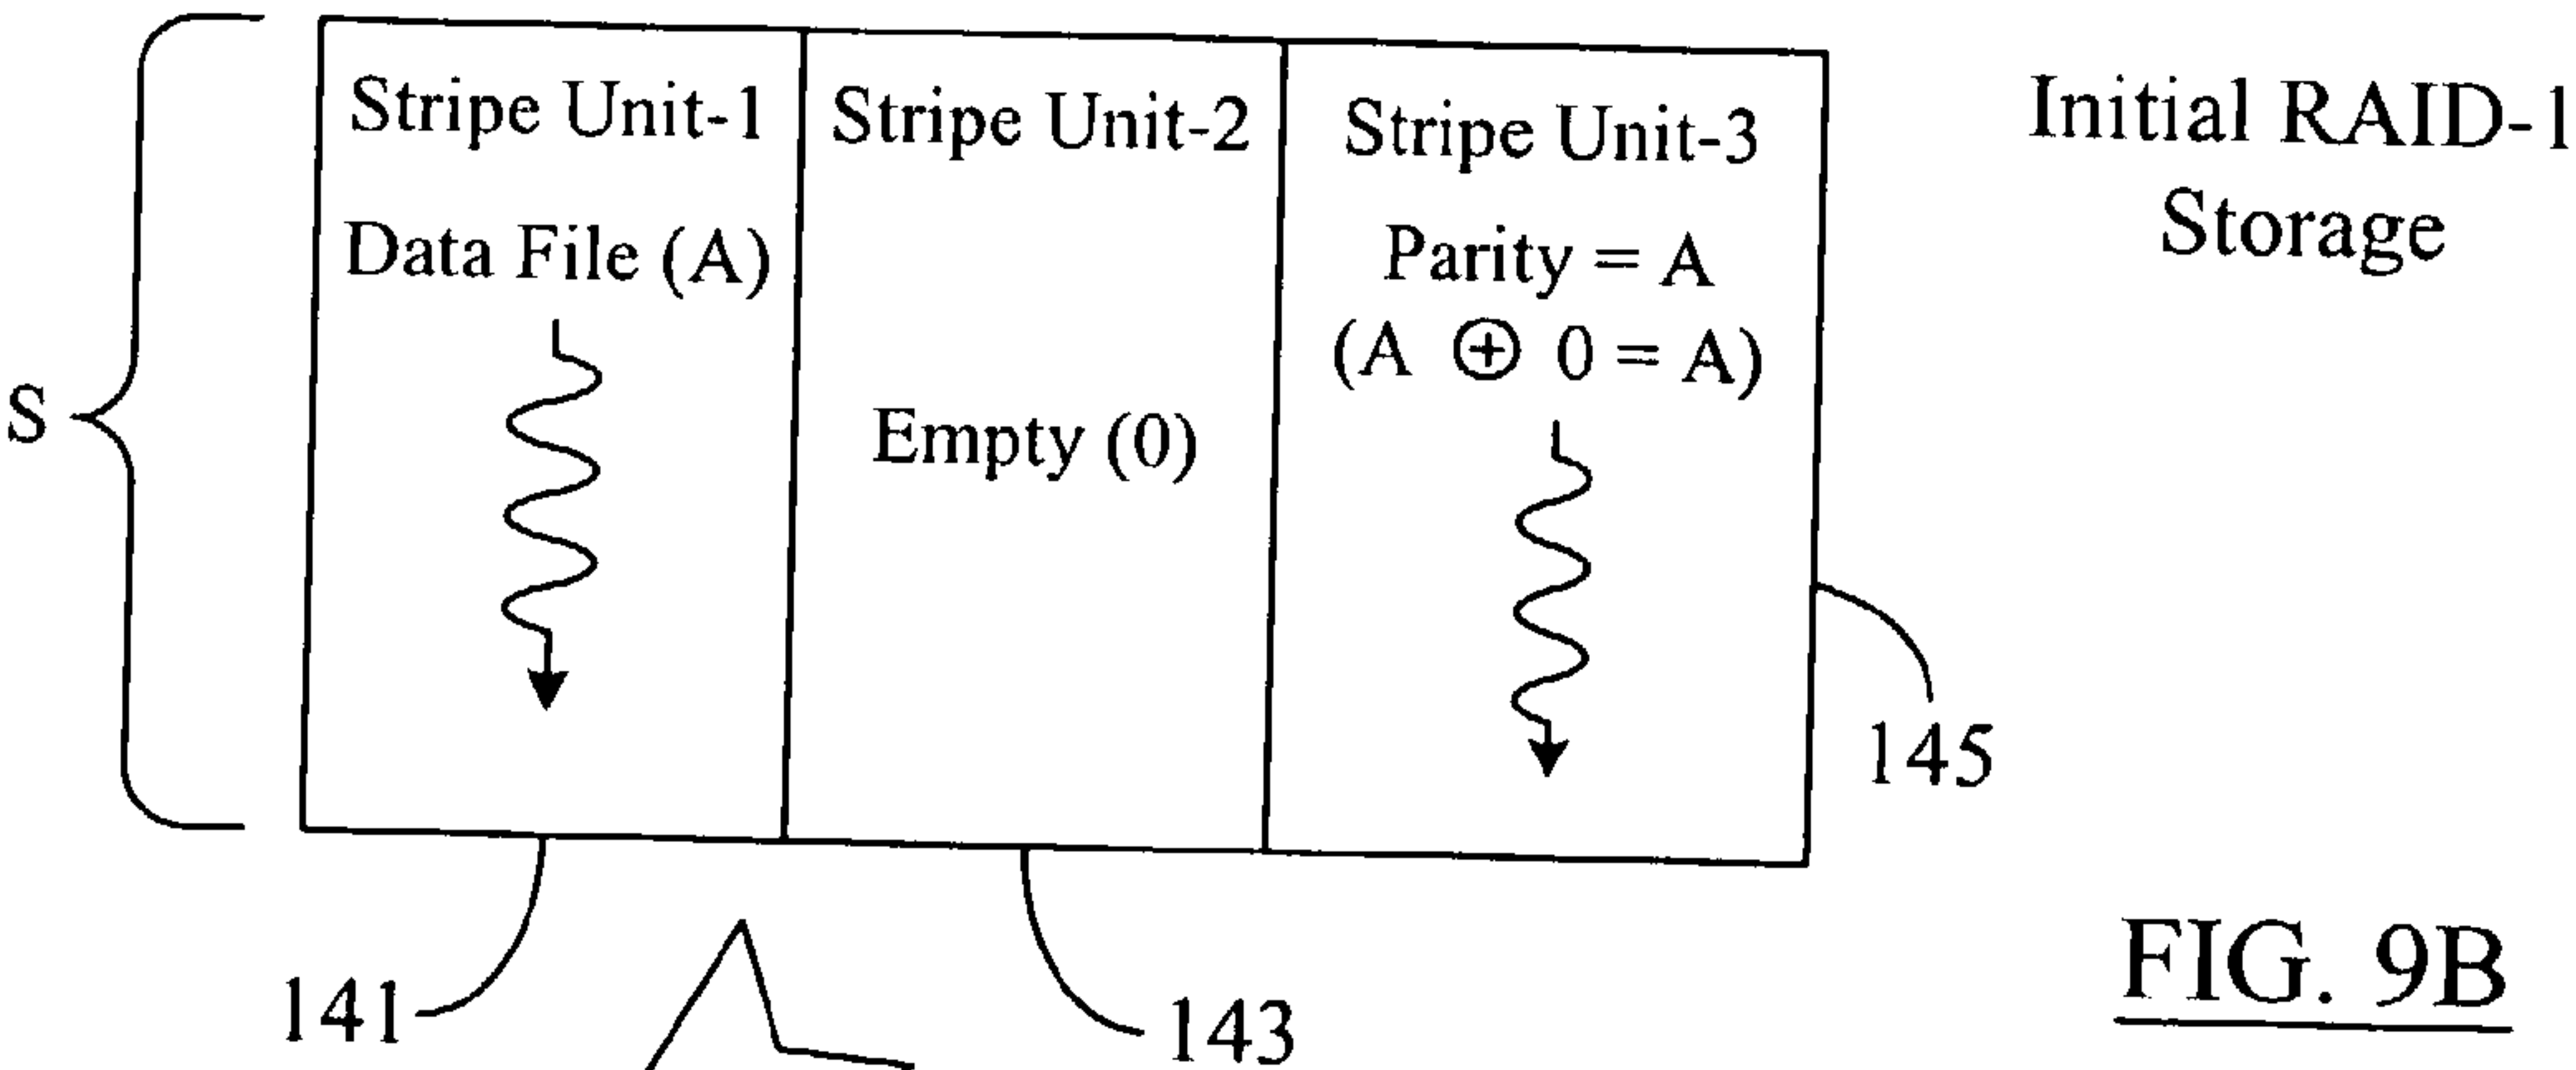 S
Stripe Unit-1
Data File (A)
Stripe Unit-2
Empty (0)
Stripe Unit-3
Parity = A
(A ⊕ 0 = A)
Initial RAID-1
Storage
141
143
145
FIG. 9B